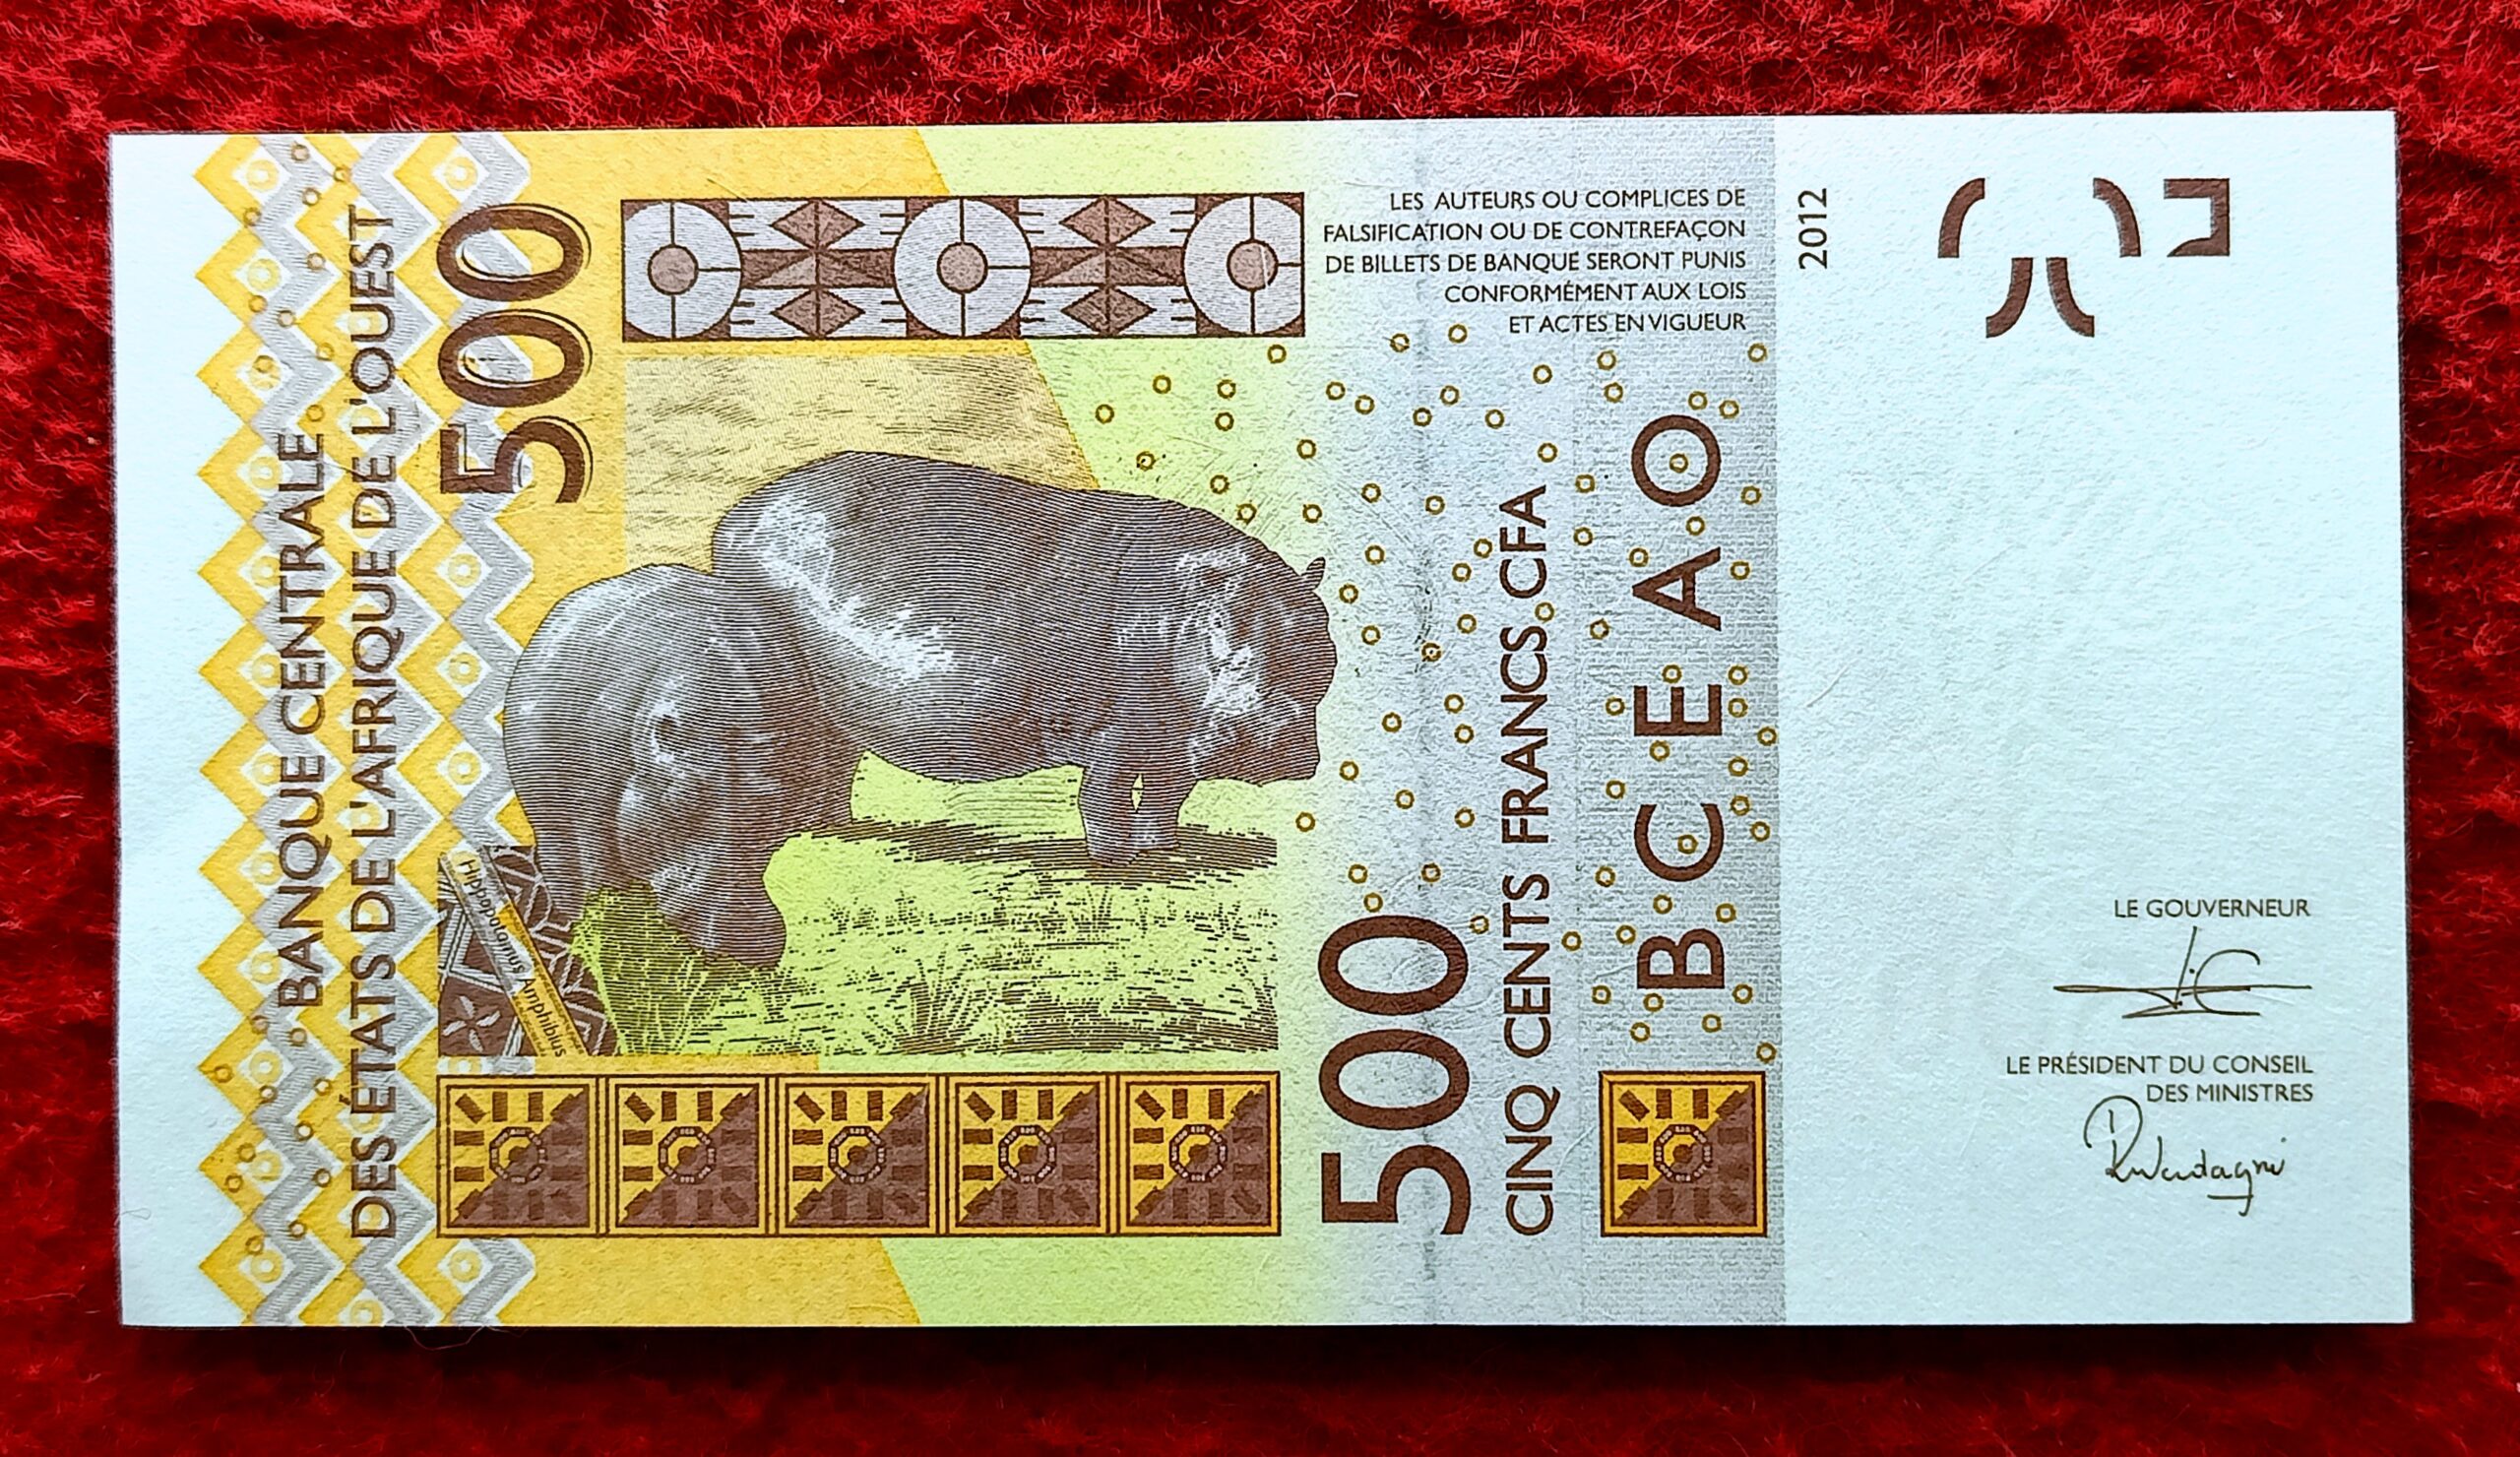 BANQUE CENTRALE
DES ÉTATS DE L'AFRIQUE DE L'OUEST
500
LES AUTEURS OU COMPLICES DE
FALSIFICATION OU DE CONTREFAÇON
DE BILLETS DE BANQUE SERONT PUNIS
CONFORMÉMENT AUX LOIS
ET ACTES EN VIGUEUR
2012
Hippopotamus Amphibius
500
CINQ CENTS FRANCS CFA
BCEAO
LE GOUVERNEUR
LE PRÉSIDENT DU CONSEIL
DES MINISTRES